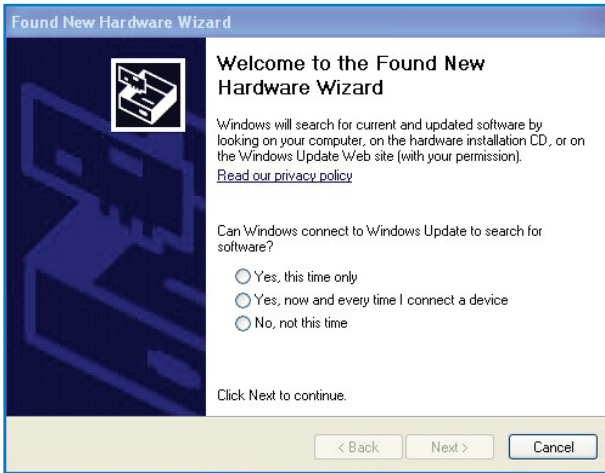 Found New Hardware Wizard
Welcome to the Found New
Hardware Wizard
Windows will search for current and updated software by
looking on your computer, on the hardware installation CD, or on
the Windows Update Web site (with your permission).
Read our privacy policy
Can Windows connect to Windows Update to search for
software?
Yes, this time only
Yes, now and every time I connect a device
No, not this time
Click Next to continue.
< Back Next > Cancel